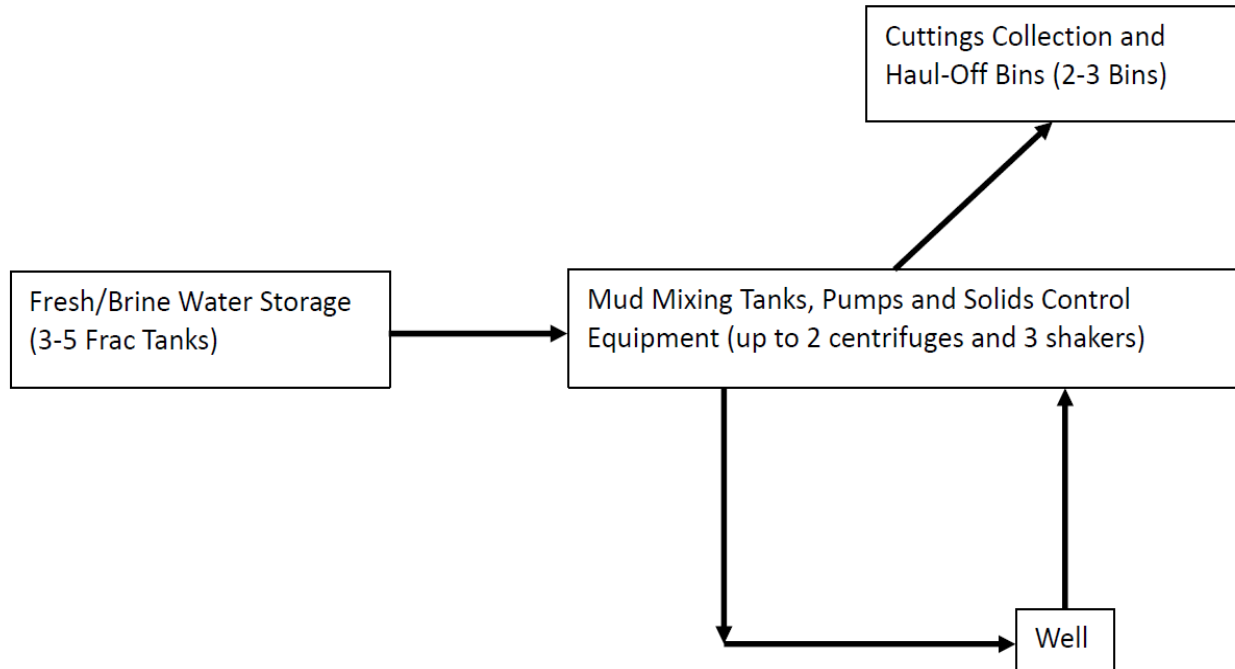 Cuttings Collection and
Haul-Off Bins (2-3 Bins)
Fresh/Brine Water Storage
(3-5 Frac Tanks)
Mud Mixing Tanks, Pumps and Solids Control
Equipment (up to 2 centrifuges and 3 shakers)
Well